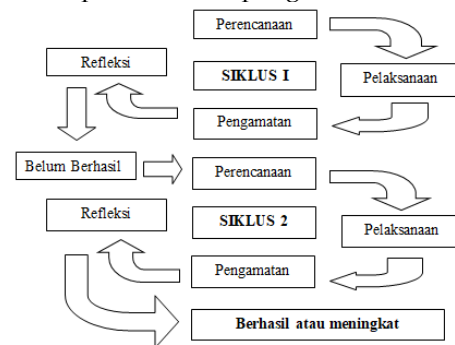 Perencanaan
Refleksi
SIKLUS I
Pelaksanaan
Pengamatan
Belum Berhasil
Perencanaan
Refleksi
SIKLUS 2
Pelaksanaan
Pengamatan
Berhasil atau meningkat